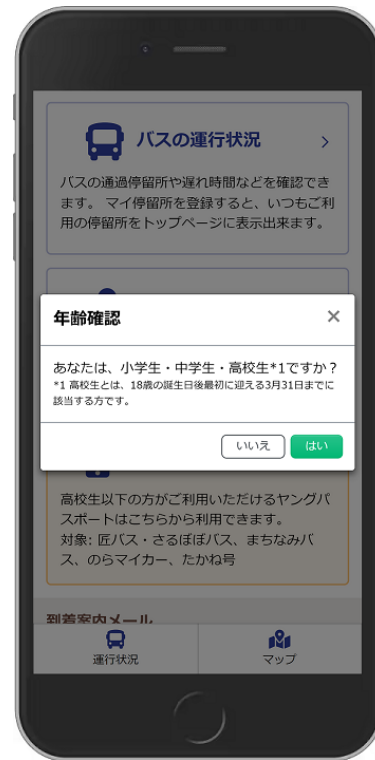 バスの運行状況
バスの通過停留所や遅れ時間などを確認でき
ます。 マイ停留所を登録すると、いつもご利
用の停留所をトップページに表示出来ます。
年齢確認
あなたは、小学生・中学生・高校生*1ですか？
*1 高校生とは、18歳の誕生日後最初に迎える3月31日までに
該当する方です。
いいえ
はい
高校生以下の方がご利用いただけるヤングパ
スポートはこちらから利用できます。
対象: 匠バス・さるぼぼバス、まちなみバ
ス、のらマイカー、たかね号
到着案内メール
運行状況
マップ